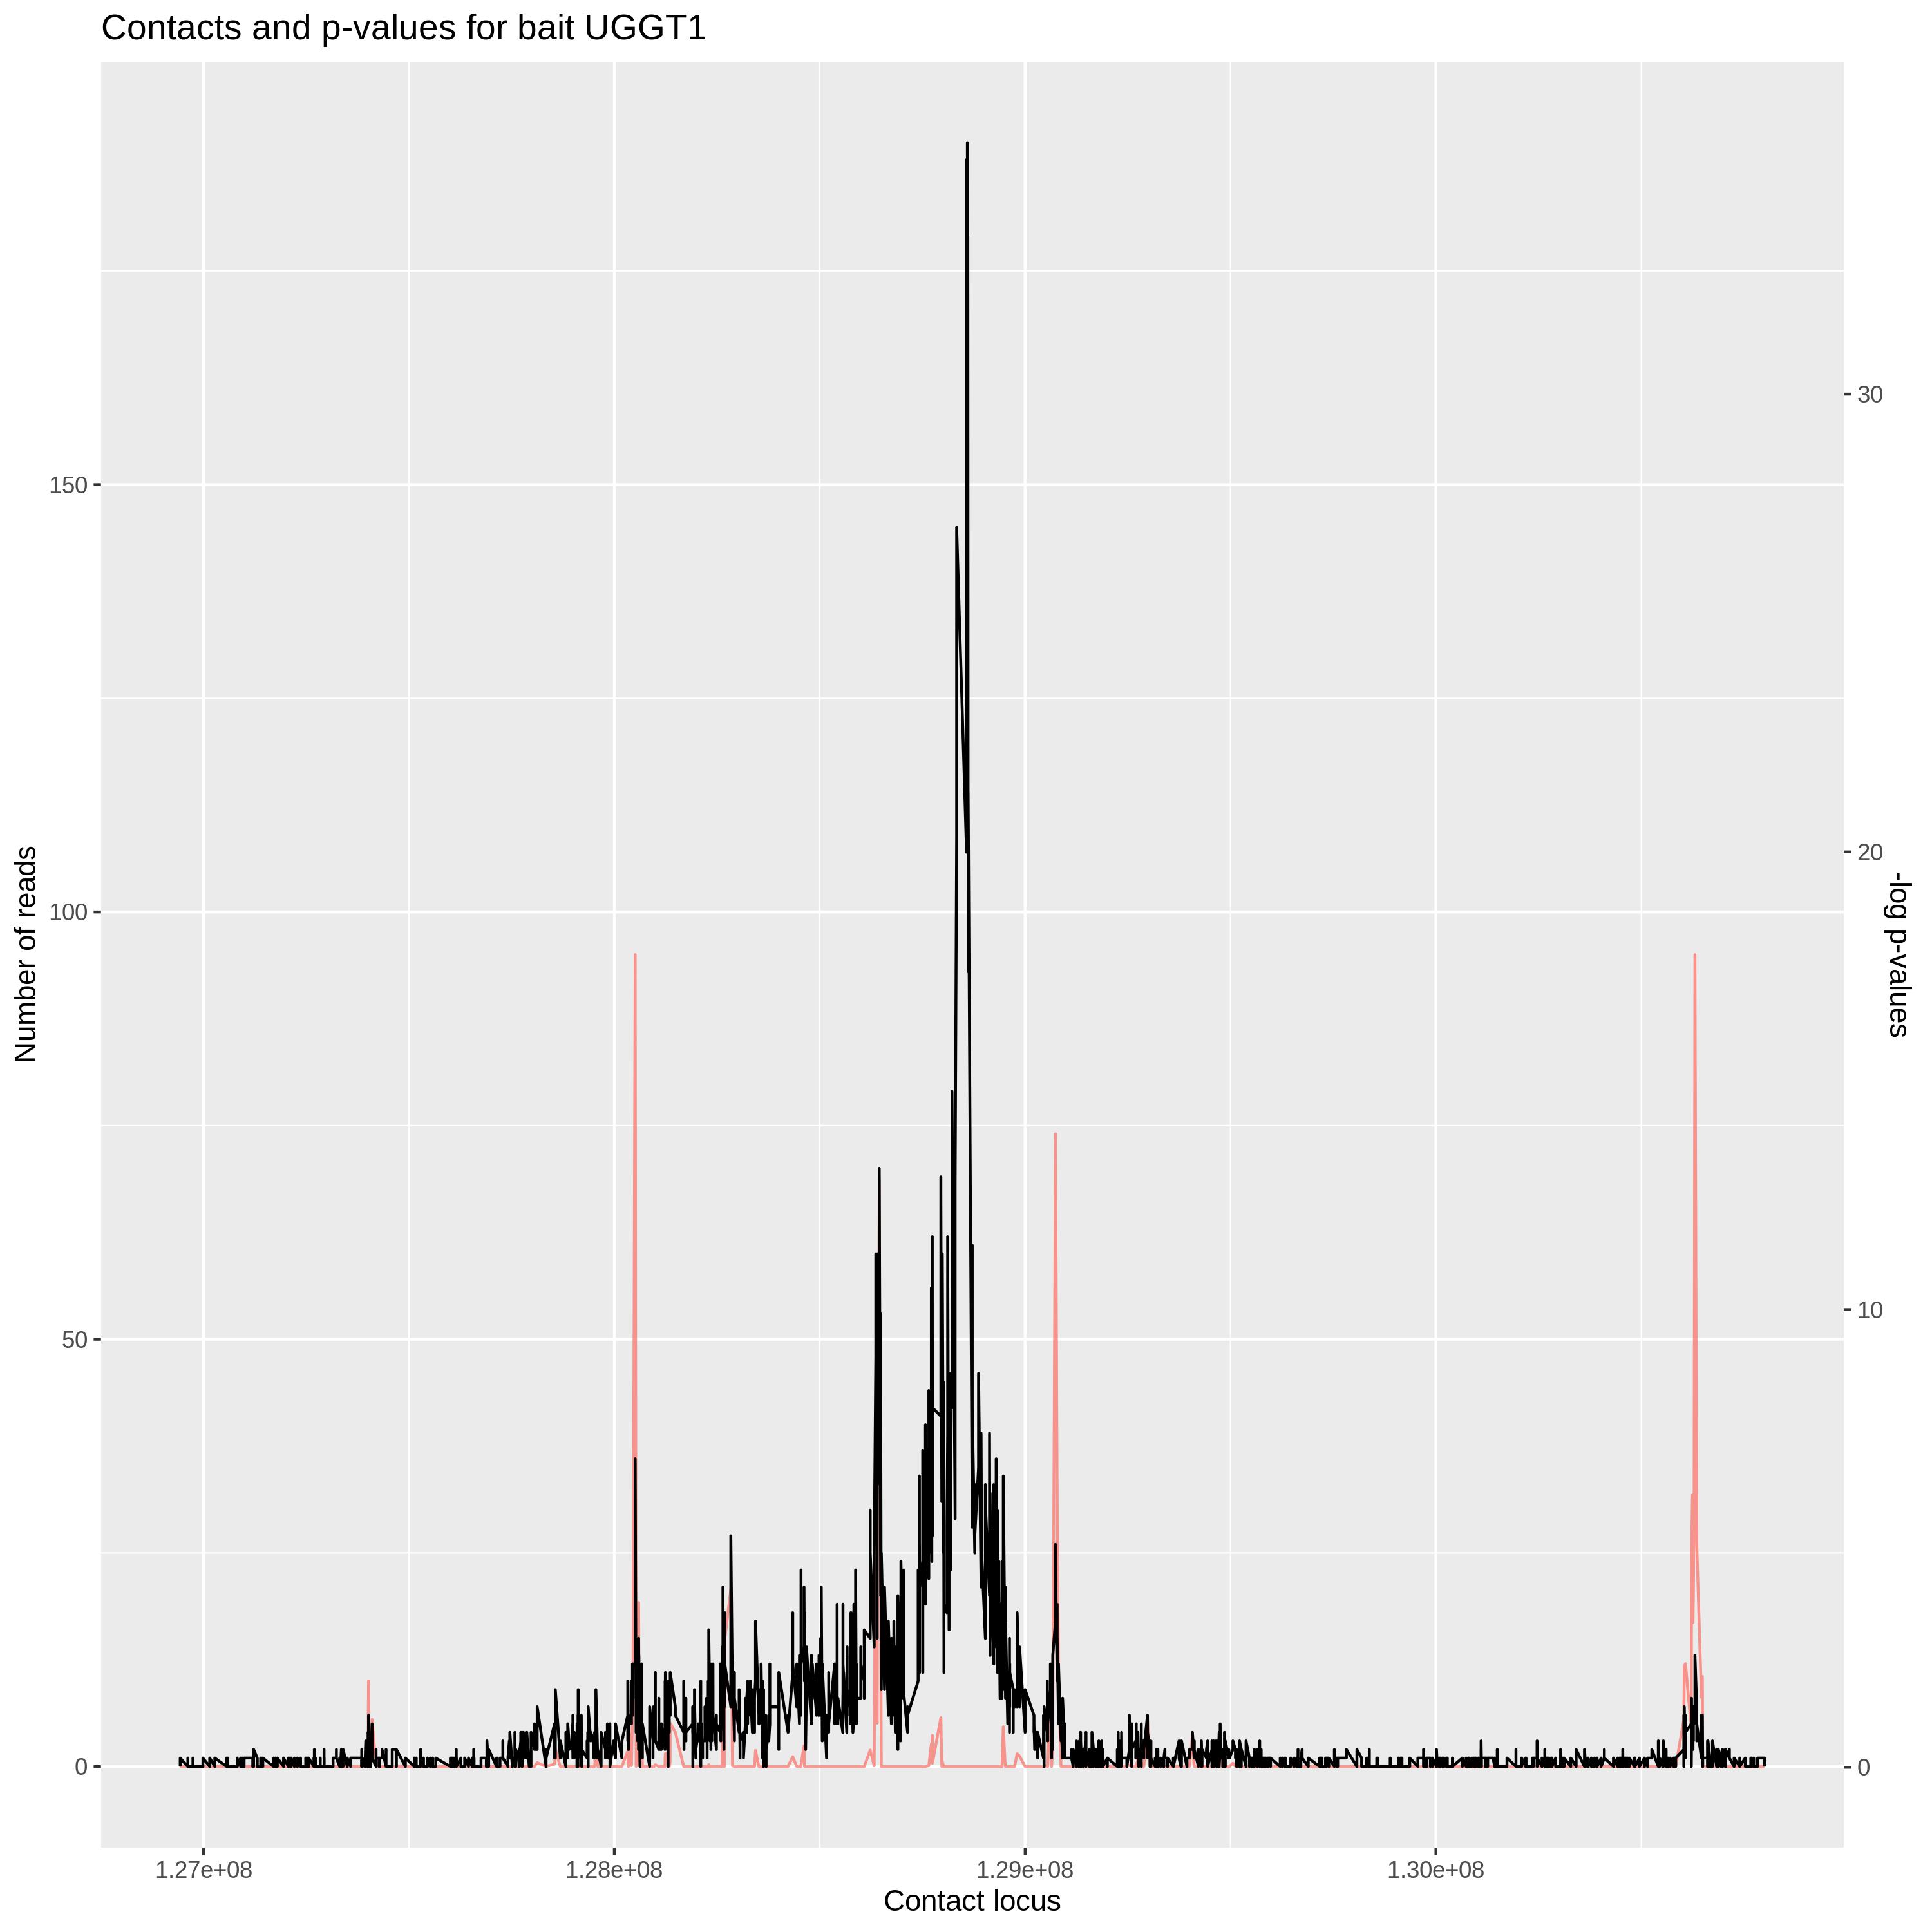 Contacts and p-values for bait UGGT1
Number of reads
150
100
50
0
30
20
10
0
-log p-values
1.27e+08
1.28e+08
1.29e+08
1.30e+08
Contact locus